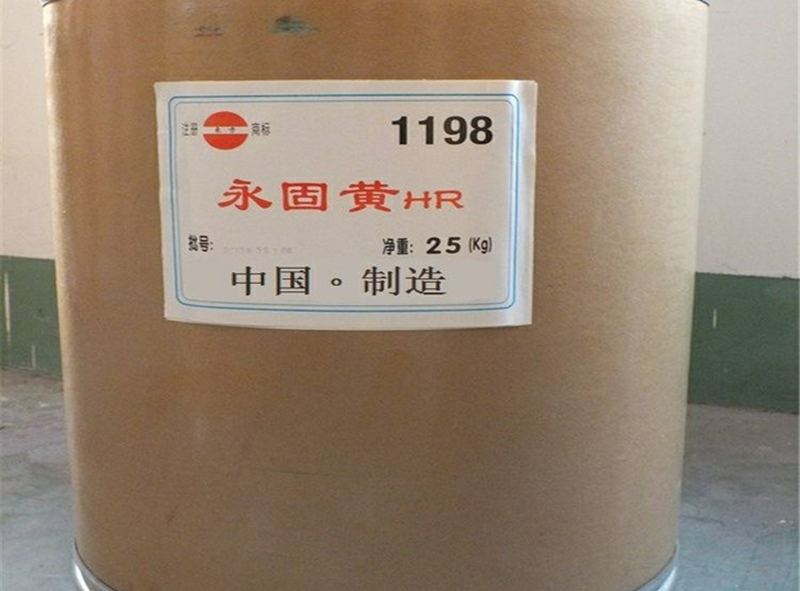 注册 商标
1198
永固黄HR
批号:
净重: 25 (Kg)
中国。制造